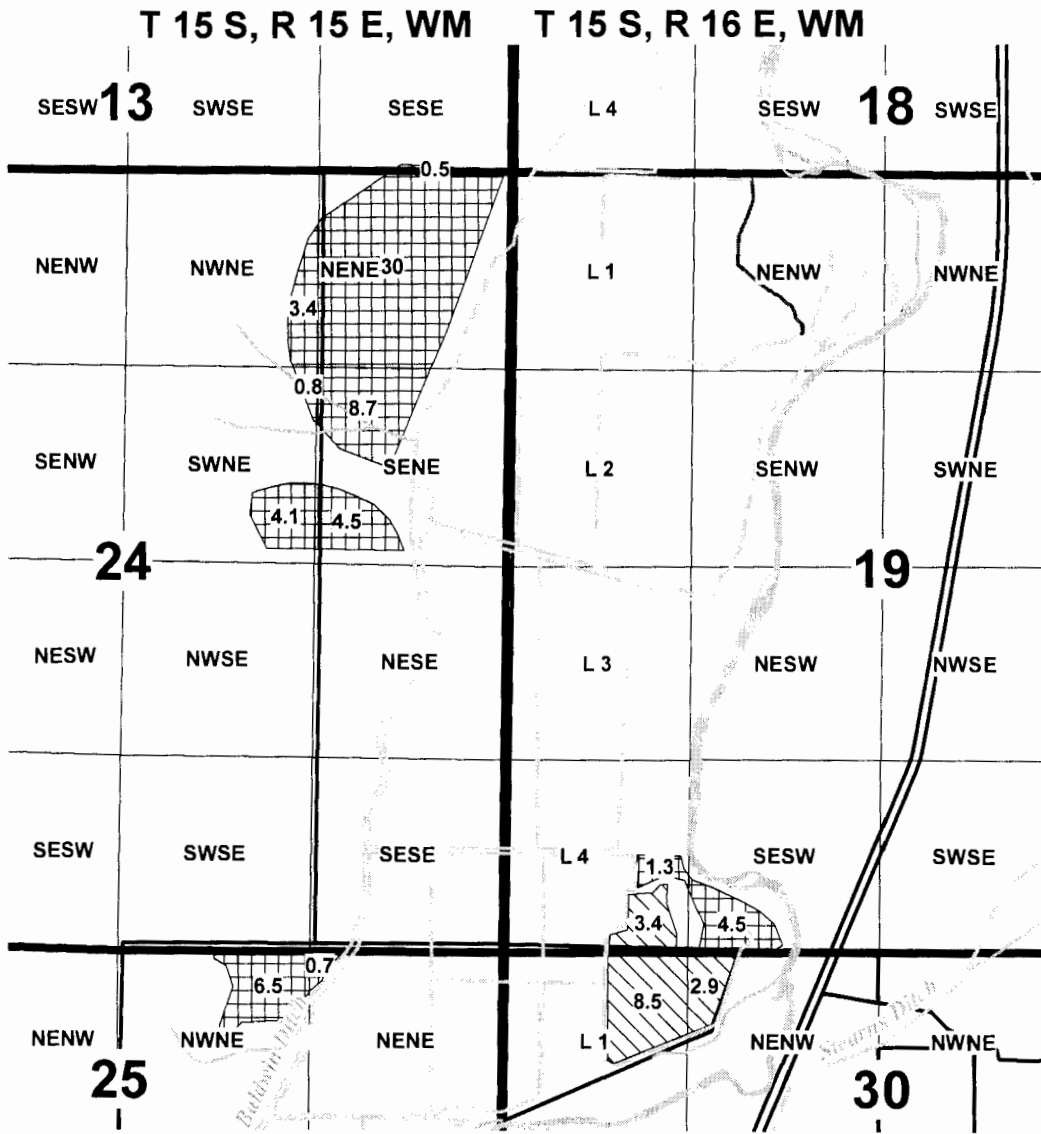 T 15 S, R 15 E, WM T 15 S, R 16 E, WM
SESW 13 SWSE SESE L 4 SESW 18 SWSE
0.5
NENW NWNE NENE 30 L 1 NENW NWNE
3.4
0.8
8.7
SENW SWNE SENE L 2 SENW SWNE
4.1 4.5
24 19
NESW NWSE NESE L 3 NESW NWSE
SESW SWSE SESE L 4 SESW SWSE
1.3
3.4 4.5
0.7
6.5 8.5 2.9
NENW NWNE NENE L 1 NENW NWNE
Baldwin Ditch
Stearns Ditch
25 30